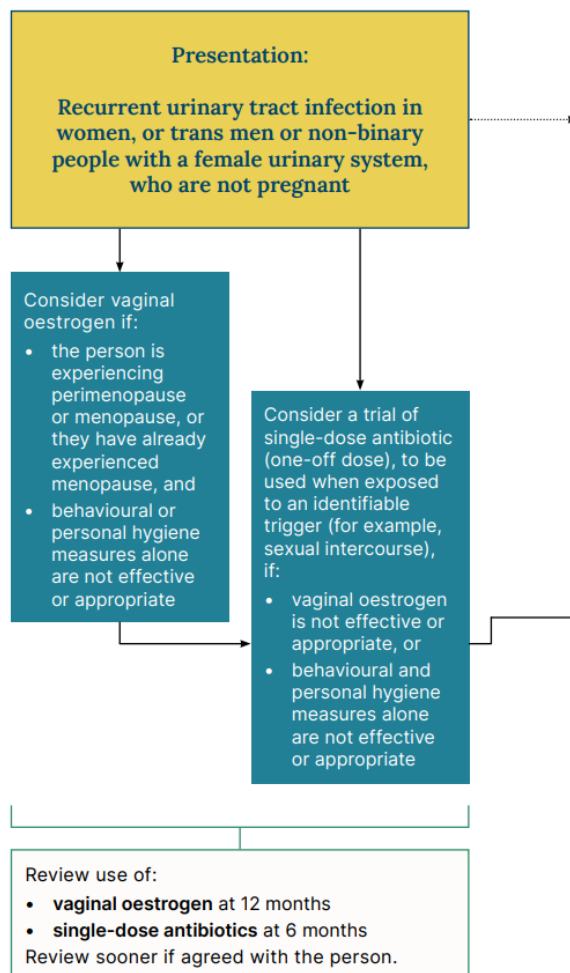 Presentation:
Recurrent urinary tract infection in
women, or trans men or non-binary
people with a female urinary system,
who are not pregnant
Consider vaginal
oestrogen if:
• the person is
experiencing
perimenopause
or menopause, or
they have already
experienced
menopause, and
• behavioural or
personal hygiene
measures alone
are not effective
or appropriate
Consider a trial of
single-dose antibiotic
(one-off dose), to be
used when exposed
to an identifiable
trigger (for example,
sexual intercourse),
if:
• vaginal oestrogen
is not effective or
appropriate, or
• behavioural and
personal hygiene
measures alone
are not effective
or appropriate
Review use of:
• vaginal oestrogen at 12 months
• single-dose antibiotics at 6 months
Review sooner if agreed with the person.